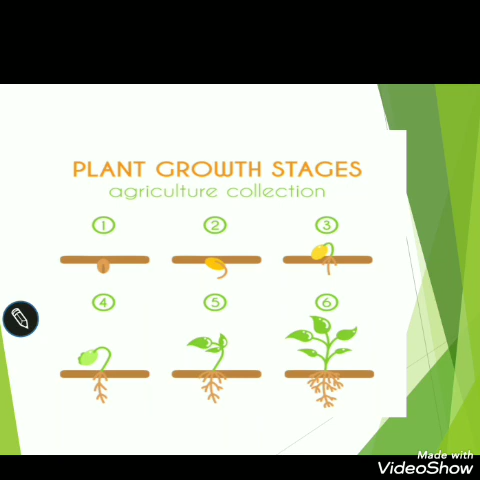 PLANT GROWTH STAGES
agriculture collection
1 2 3
4 5 6
Made with
VideoShow